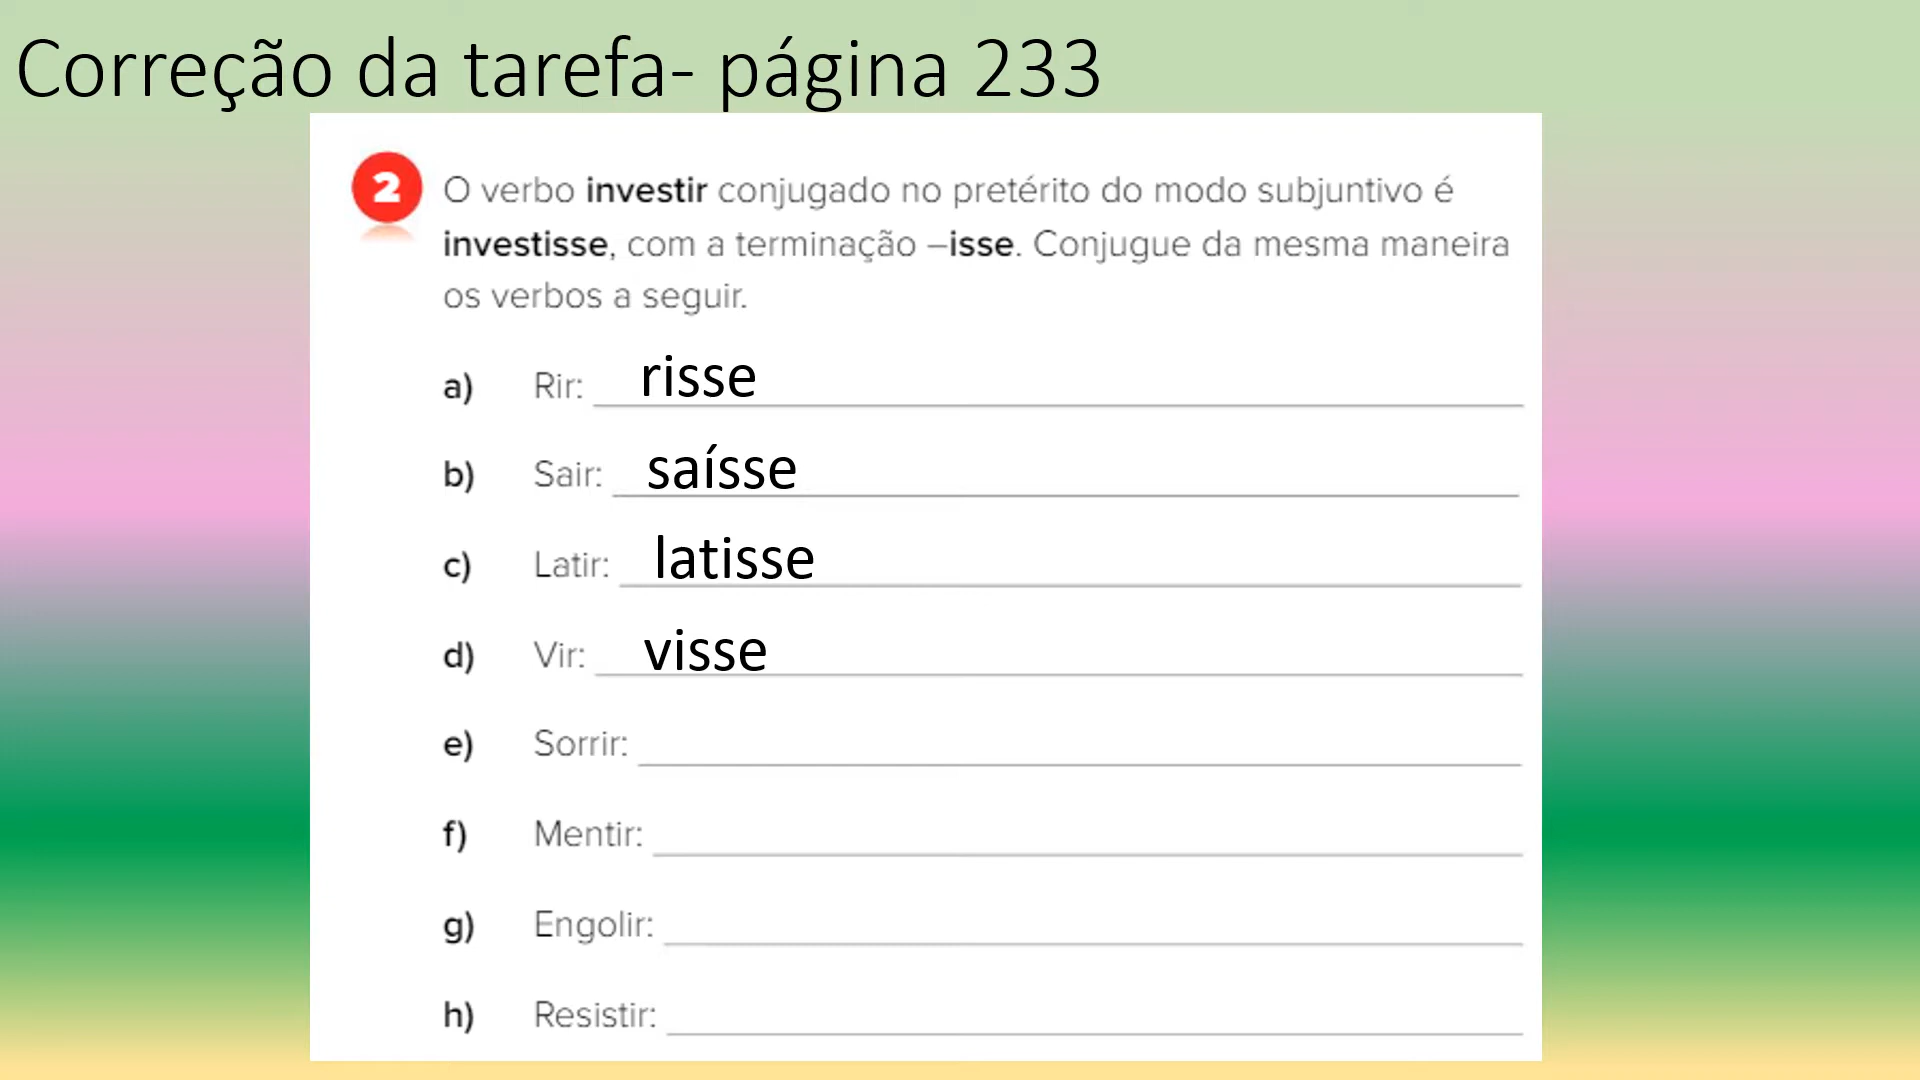 Correção da tarefa- página 233
2 O verbo investir conjugado no pretérito do modo subjuntivo é
investisse, com a terminação –isse. Conjugue da mesma maneira
os verbos a seguir.
a) Rir: risse
b) Sair: saísse
c) Latir: latisse
d) Vir: visse
e) Sorrir:
f) Mentir:
g) Engolir:
h) Resistir: